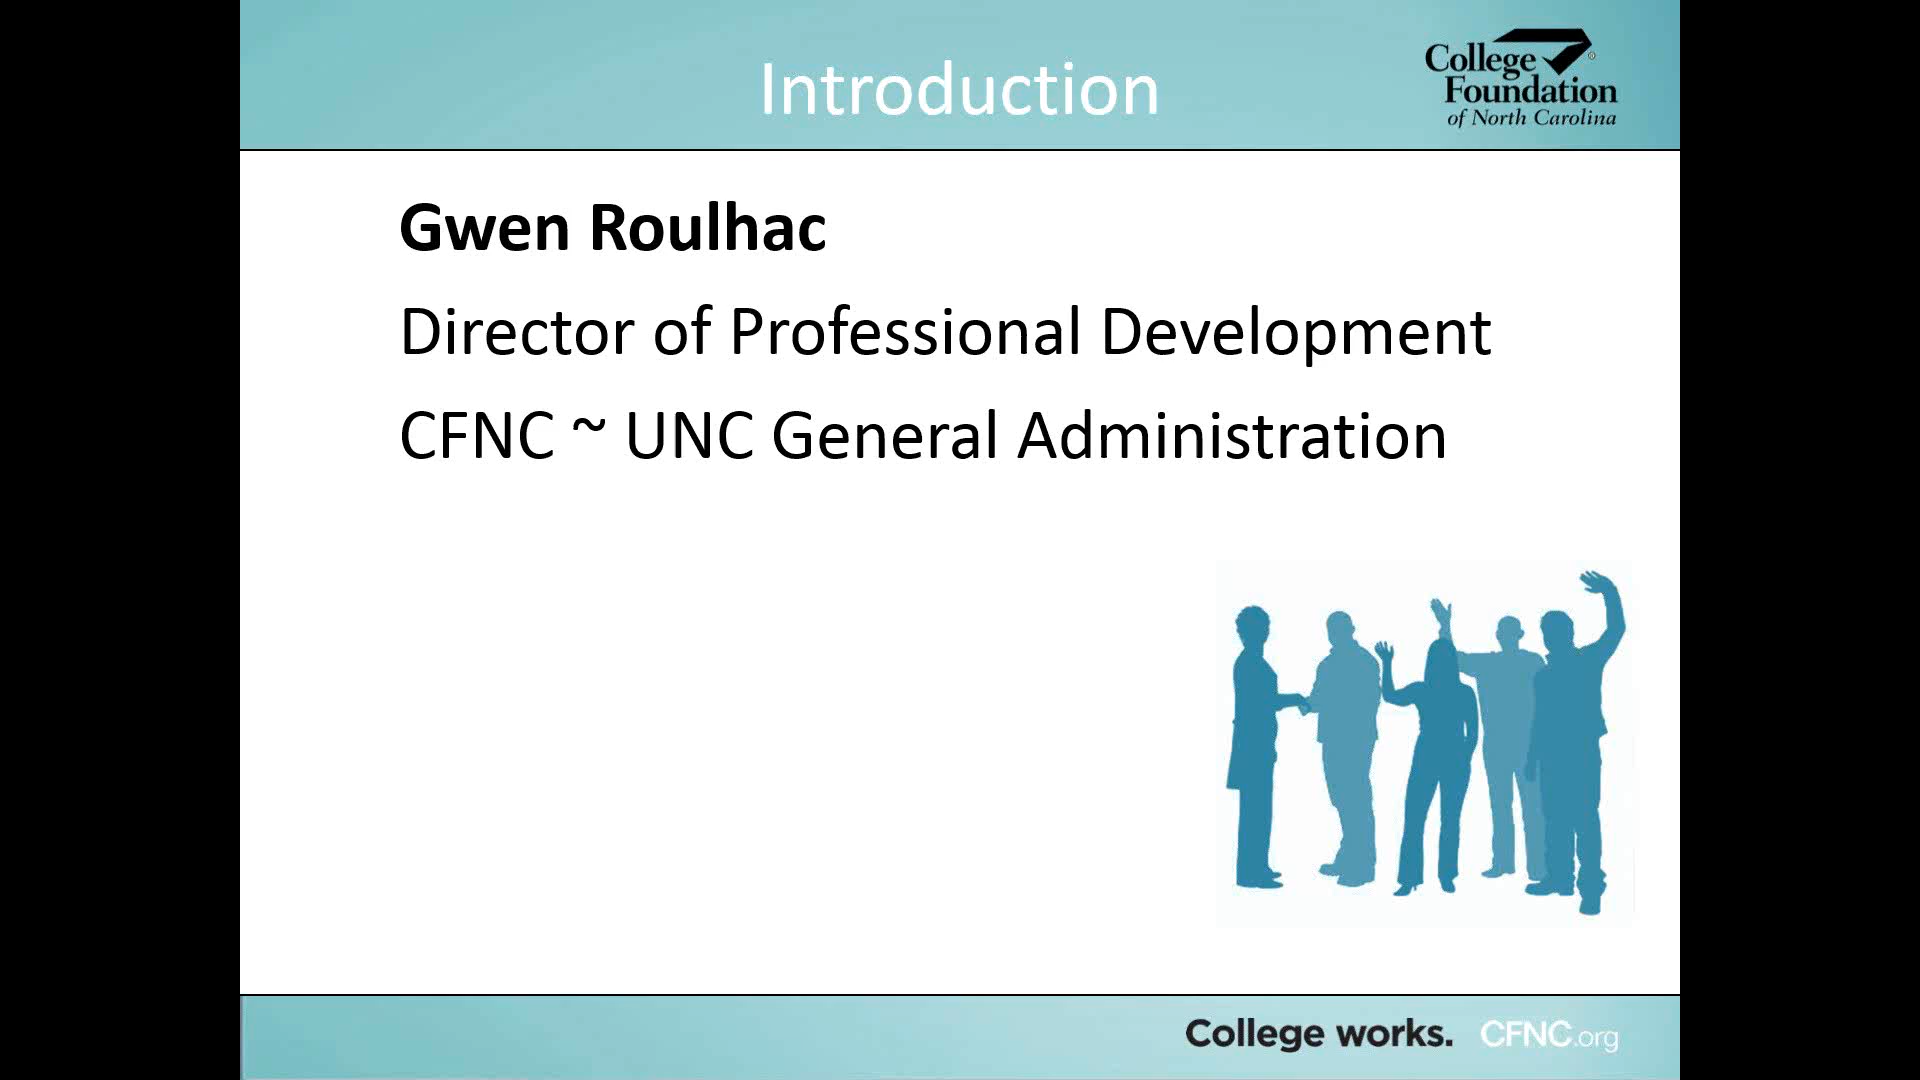 Introduction
College
Foundation
of North Carolina
Gwen Roulhac
Director of Professional Development
CFNC ~ UNC General Administration
College works. CFNC.org